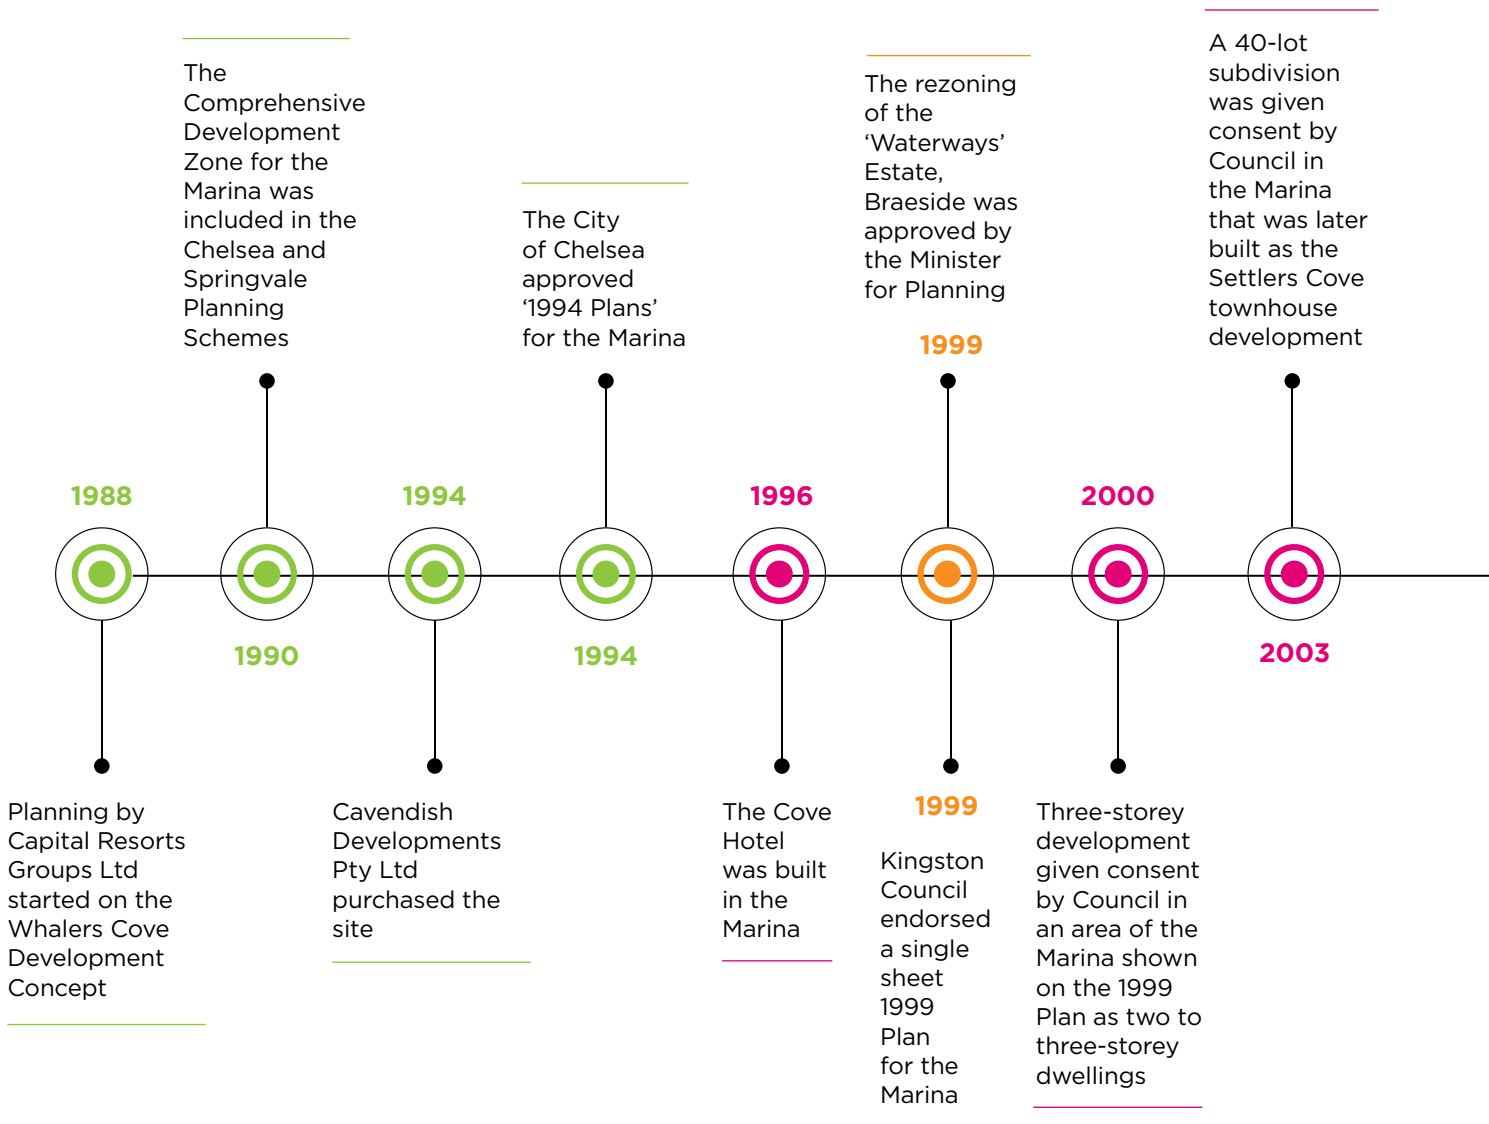 1988
Planning by
Capital Resorts
Groups Ltd
started on the
Whalers Cove
Development
Concept
The
Comprehensive
Development
Zone for the
Marina was
included in the
Chelsea and
Springvale
Planning
Schemes
1990
1994
Cavendish
Developments
Pty Ltd
purchased the
site
The City
of Chelsea
approved
‘1994 Plans’
for the Marina
1994
1996
The Cove
Hotel
was built
in the
Marina
The rezoning
of the
‘Waterways’
Estate,
Braeside was
approved by
the Minister
for Planning
1999
1999
Kingston
Council
endorsed
a single
sheet
1999
Plan
for the
Marina
2000
Three-storey
development
given consent
by Council in
an area of the
Marina shown
on the 1999
Plan as two to
three-storey
dwellings
A 40-lot
subdivision
was given
consent by
Council in
the Marina
that was later
built as the
Settlers Cove
townhouse
development
2003